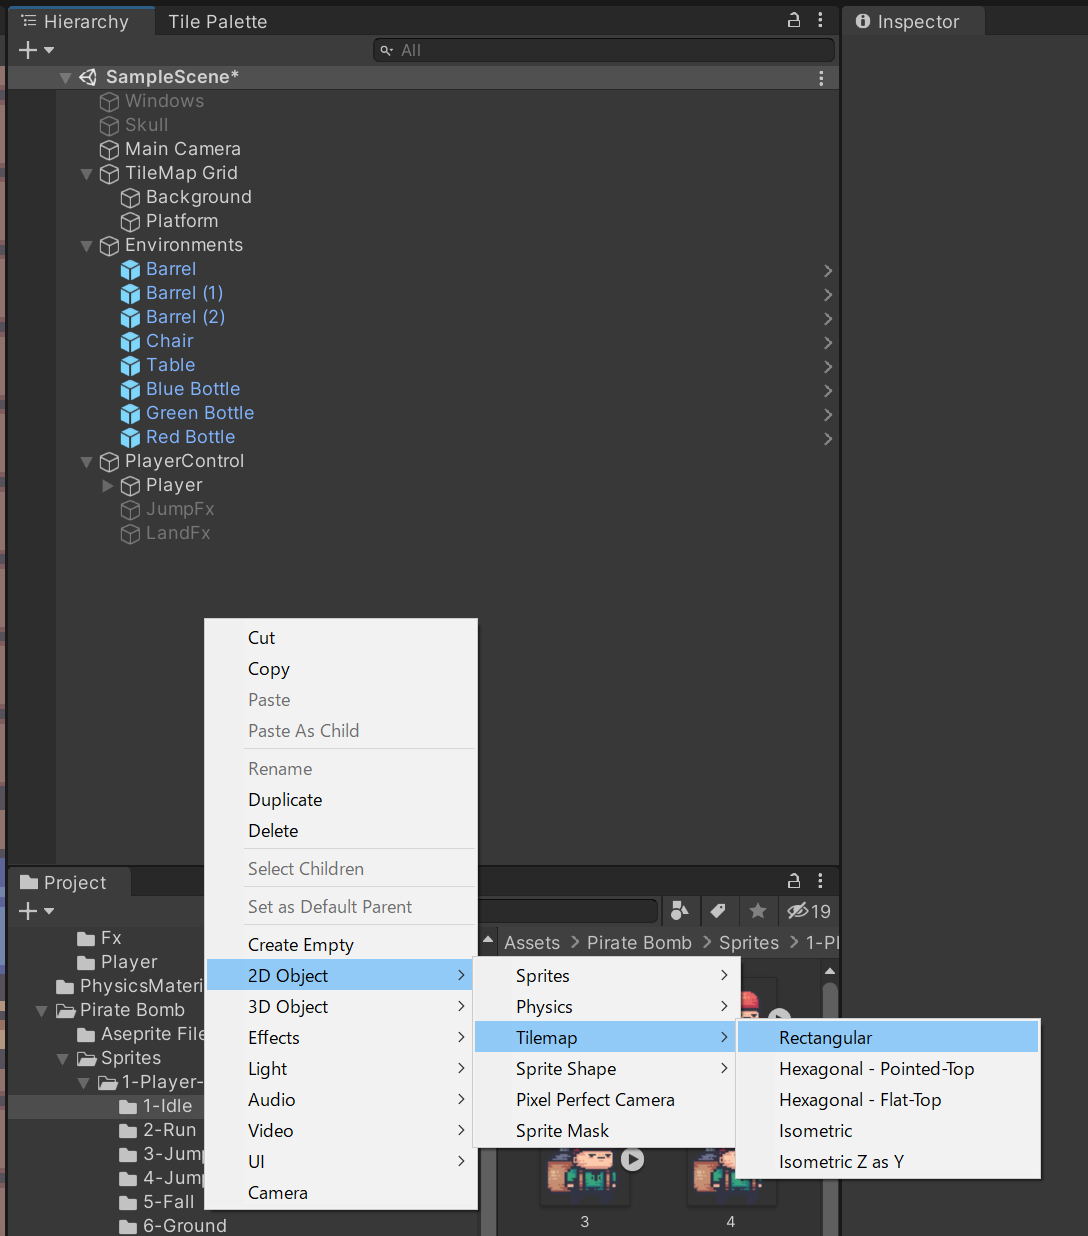 Hierarchy
Tile Palette
Inspector
All
SampleScene*
Windows
Skull
Main Camera
TileMap Grid
Background
Platform
Environments
Barrel
Barrel (1)
Barrel (2)
Chair
Table
Blue Bottle
Green Bottle
Red Bottle
PlayerControl
Player
JumpFx
LandFx
Cut
Copy
Paste
Paste As Child
Rename
Duplicate
Delete
Select Children
Set as Default Parent
Create Empty
2D Object
3D Object
Effects
Light
Audio
Video
UI
Camera
Sprites
Physics
Tilemap
Sprite Shape
Pixel Perfect Camera
Sprite Mask
Rectangular
Hexagonal - Pointed-Top
Hexagonal - Flat-Top
Isometric
Isometric Z as Y
Project
19
Assets > Pirate Bomb > Sprites > 1-Pl
Fx
Player
PhysicsMateri
Pirate Bomb
Aseprite File
Sprites
1-Player-
1-Idle
2-Run
3-Jump
4-Jump
5-Fall
6-Ground
3
4